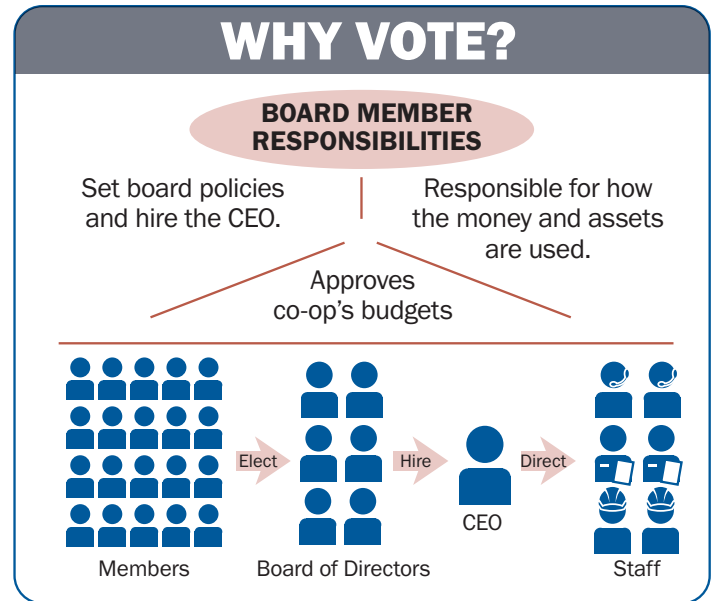 WHY VOTE?
BOARD MEMBER
RESPONSIBILITIES
Set board policies
and hire the CEO.
Responsible for how
the money and assets
are used.
Approves
co-op’s budgets
Elect
Hire
Direct
CEO
Members
Board of Directors
Staff